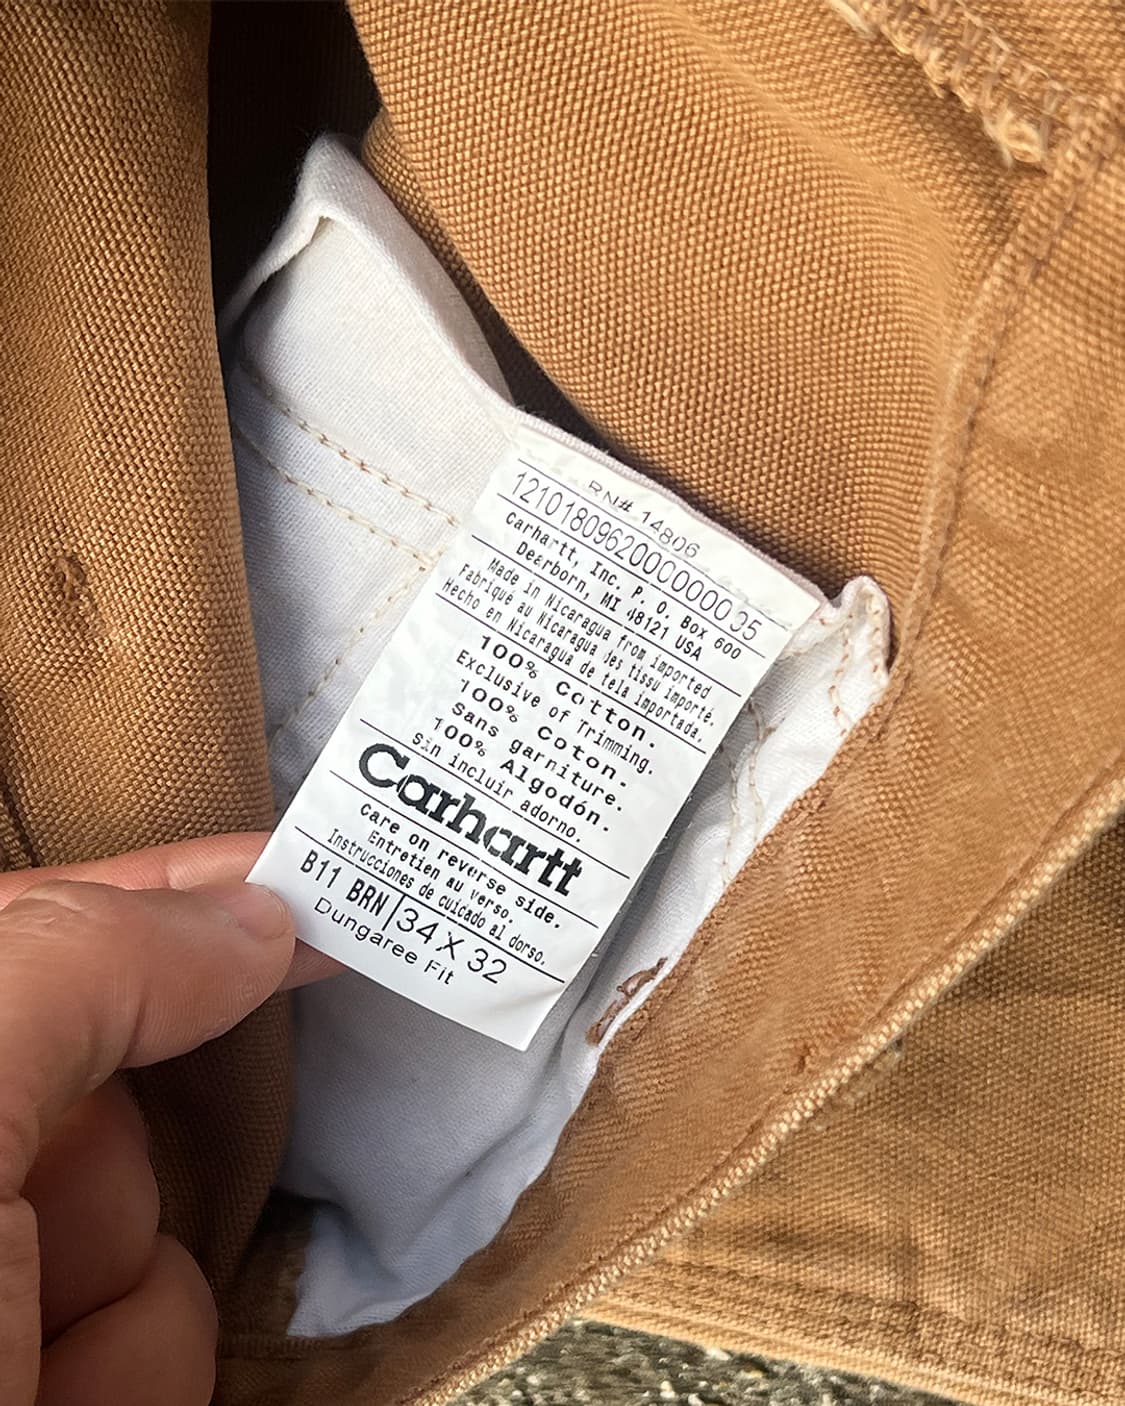 RN# 14806
12101809620000000035
Carhartt, Inc. P. O. Box 600
Dearborn, MI 48121 USA
Made in Nicaragua from imported
Fabriqué au Nicaragua des tissu importé.
Hecho en Nicaragua de tela importada.
100% Cotton.
Exclusive of Trimming.
100% Coton.
Sans garniture.
100% Algodón.
Sin incluir adorno.
Carhartt
Care on reverse side.
Entretien au verso.
Instrucciones de cuidado al dorso.
B11 BRN 34 X 32
Dungaree Fit